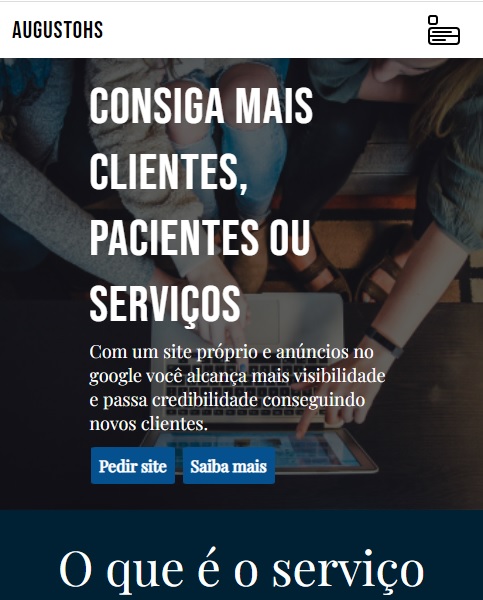 AUGUSTOHS
CONSIGA MAIS
CLIENTES,
PACIENTES OU
SERVIÇOS
Com um site próprio e anúncios no
google você alcança mais visibilidade
e passa credibilidade conseguindo
novos clientes.
Pedir site
Saiba mais
O que é o serviço